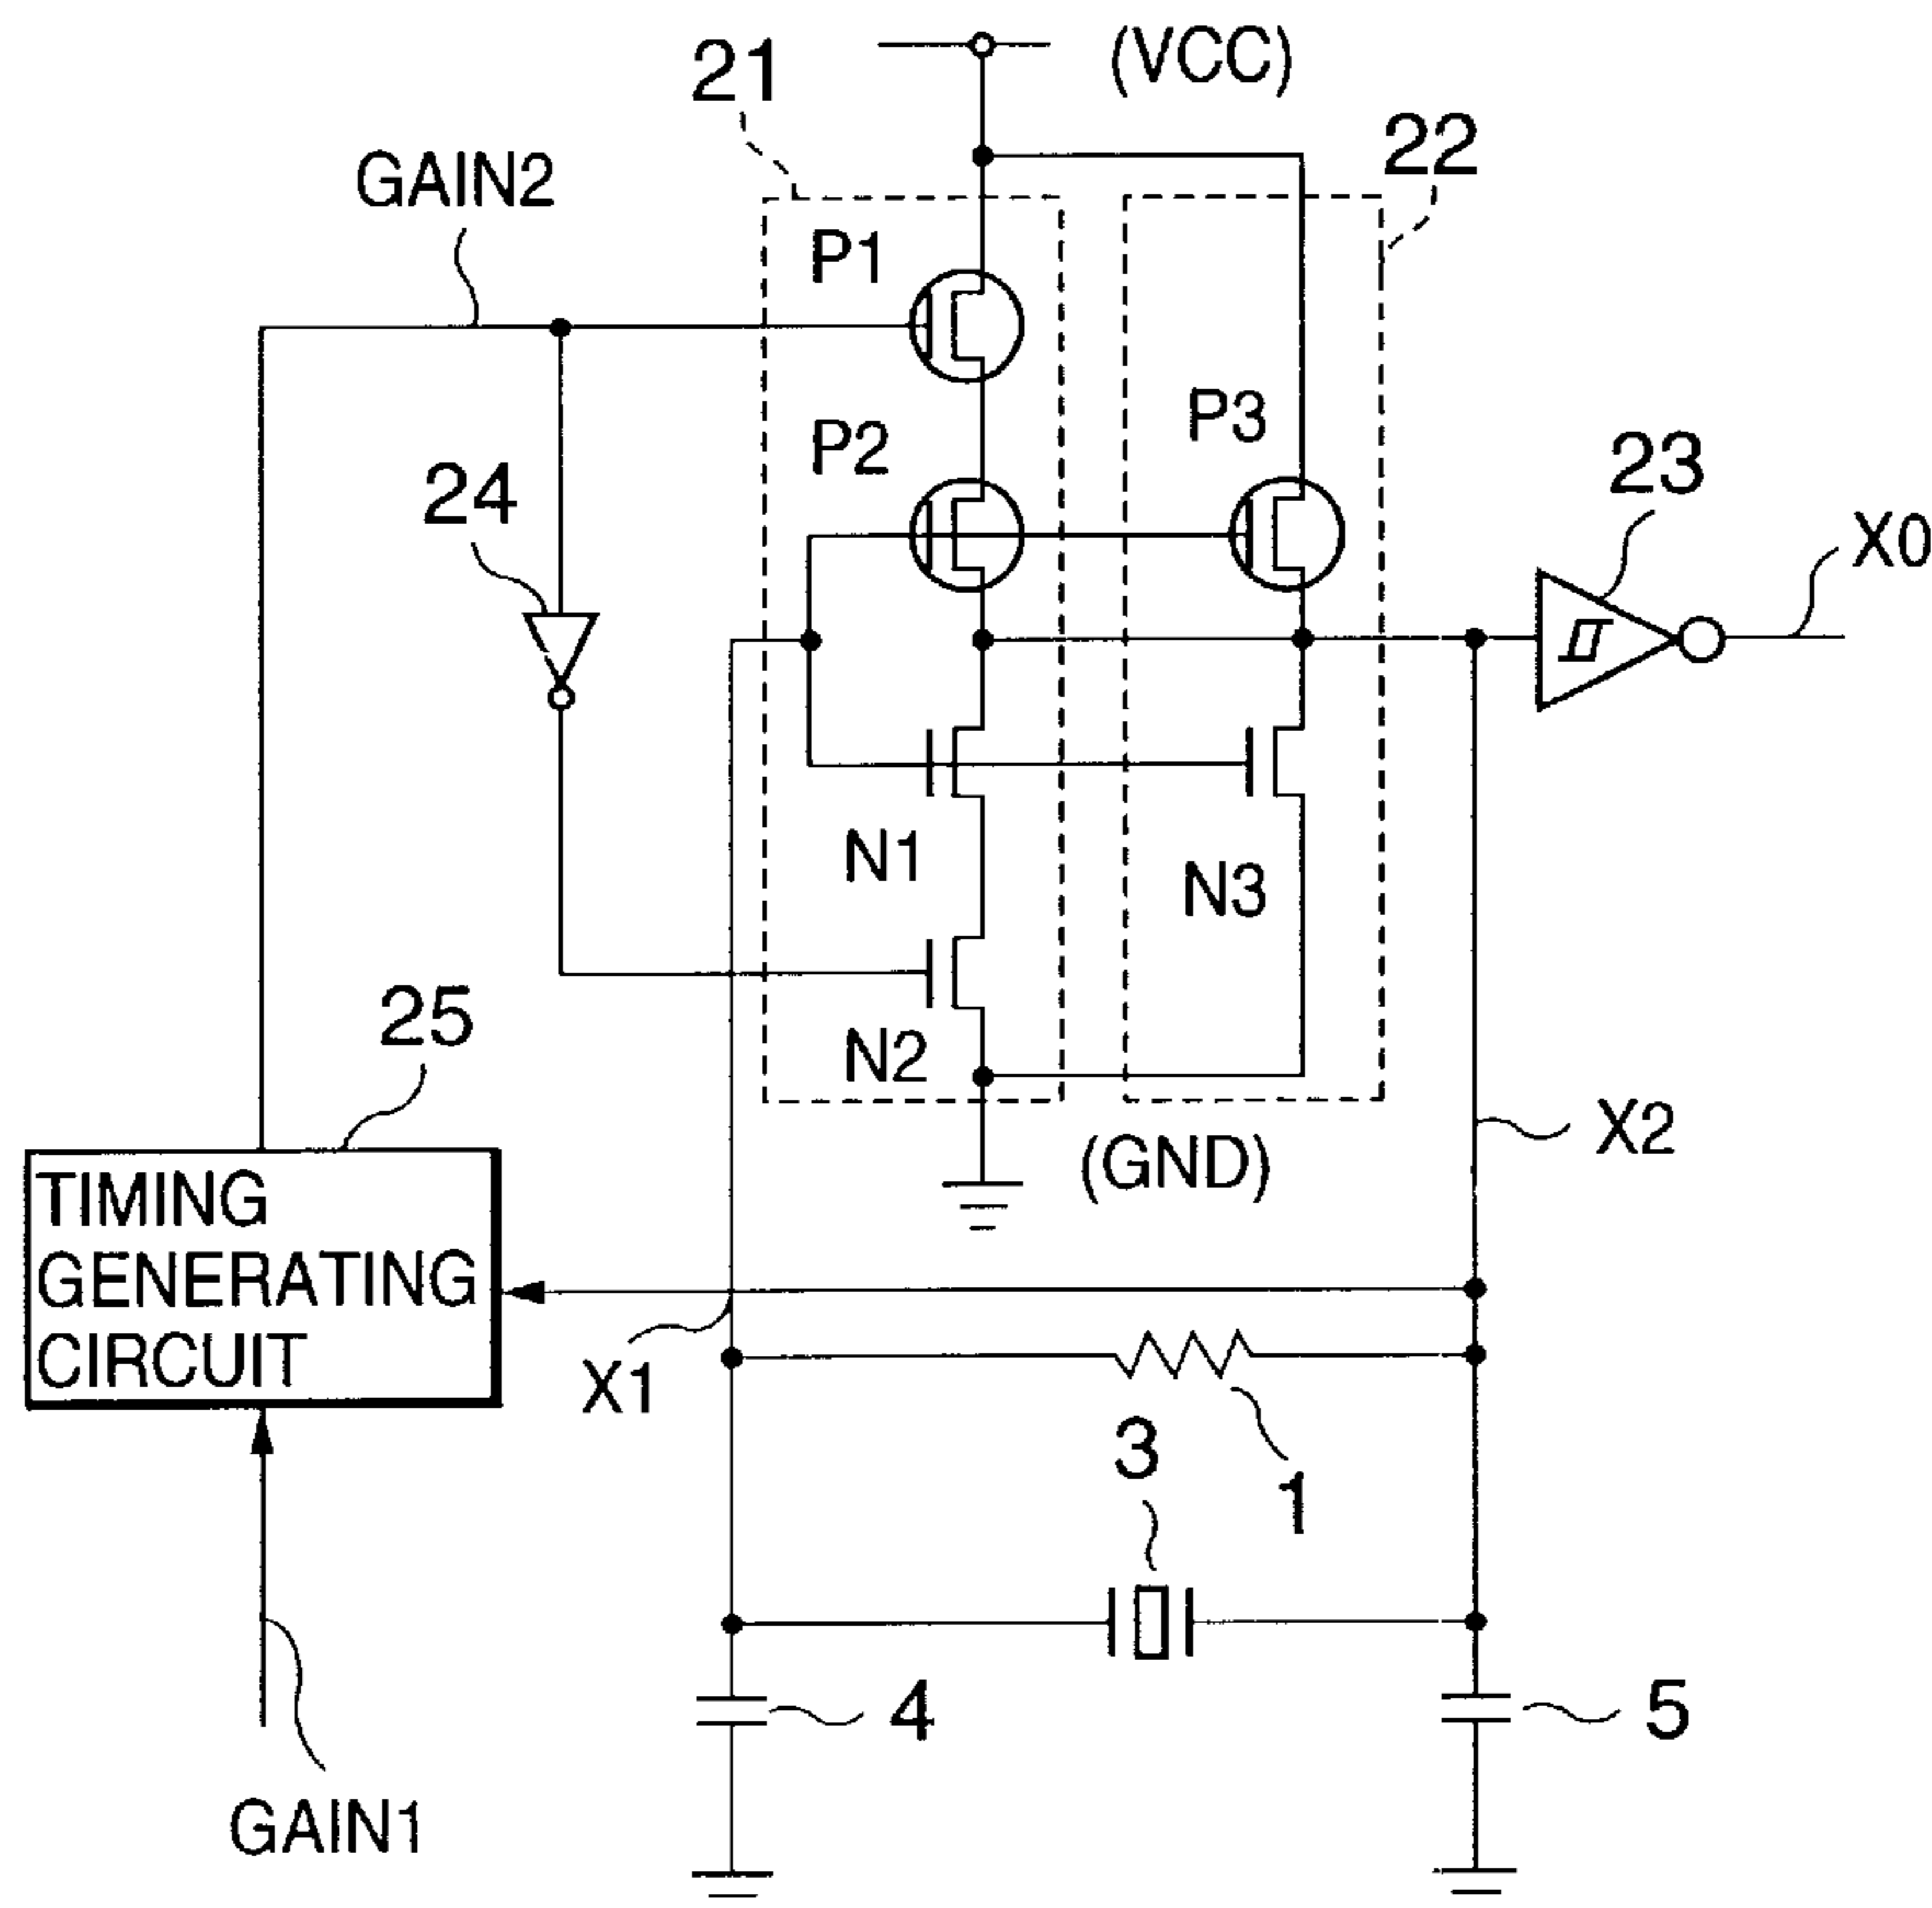 (VCC)
21
22
GAIN2
P1
P3
P2
23
24
X0
N1
N3
25
N2
X2
(GND)
TIMING
GENERATING
CIRCUIT
X1
3
1
4
5
GAIN1